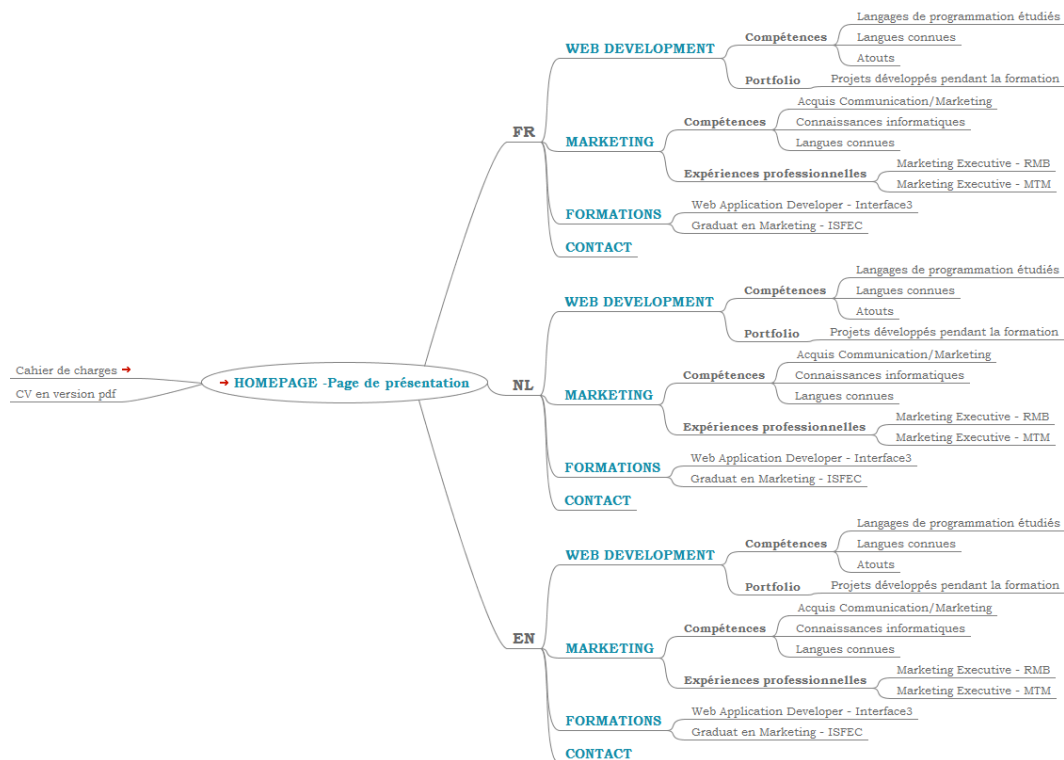 Cahier de charges
CV en version pdf
HOMEPAGE -Page de présentation
FR
WEB DEVELOPMENT
Compétences
Langages de programmation étudiés
Langues connues
Atouts
Portfolio
Projets développés pendant la formation
MARKETING
Compétences
Acquis Communication/Marketing
Connaissances informatiques
Langues connues
Expériences professionnelles
Marketing Executive - RMB
Marketing Executive - MTM
FORMATIONS
Web Application Developer - Interface3
Graduat en Marketing - ISFEC
CONTACT
NL
WEB DEVELOPMENT
Compétences
Langages de programmation étudiés
Langues connues
Atouts
Portfolio
Projets développés pendant la formation
MARKETING
Compétences
Acquis Communication/Marketing
Connaissances informatiques
Langues connues
Expériences professionnelles
Marketing Executive - RMB
Marketing Executive - MTM
FORMATIONS
Web Application Developer - Interface3
Graduat en Marketing - ISFEC
CONTACT
EN
WEB DEVELOPMENT
Compétences
Langages de programmation étudiés
Langues connues
Atouts
Portfolio
Projets développés pendant la formation
MARKETING
Compétences
Acquis Communication/Marketing
Connaissances informatiques
Langues connues
Expériences professionnelles
Marketing Executive - RMB
Marketing Executive - MTM
FORMATIONS
Web Application Developer - Interface3
Graduat en Marketing - ISFEC
CONTACT